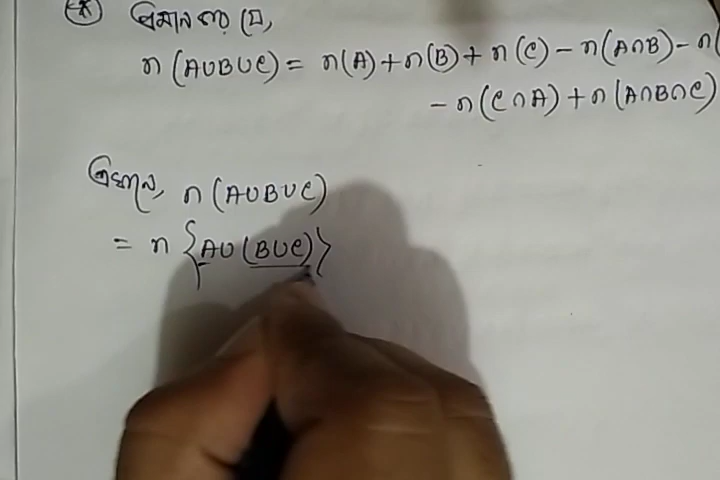 প্রমান কর যে,
n(A∪B∪C) = n(A)+n(B)+n(C)-n(A∩B)-n(
-n(C∩A)+n(A∩B∩C)
প্রমান, n(A∪B∪C)
= n{A∪(B∪C)}